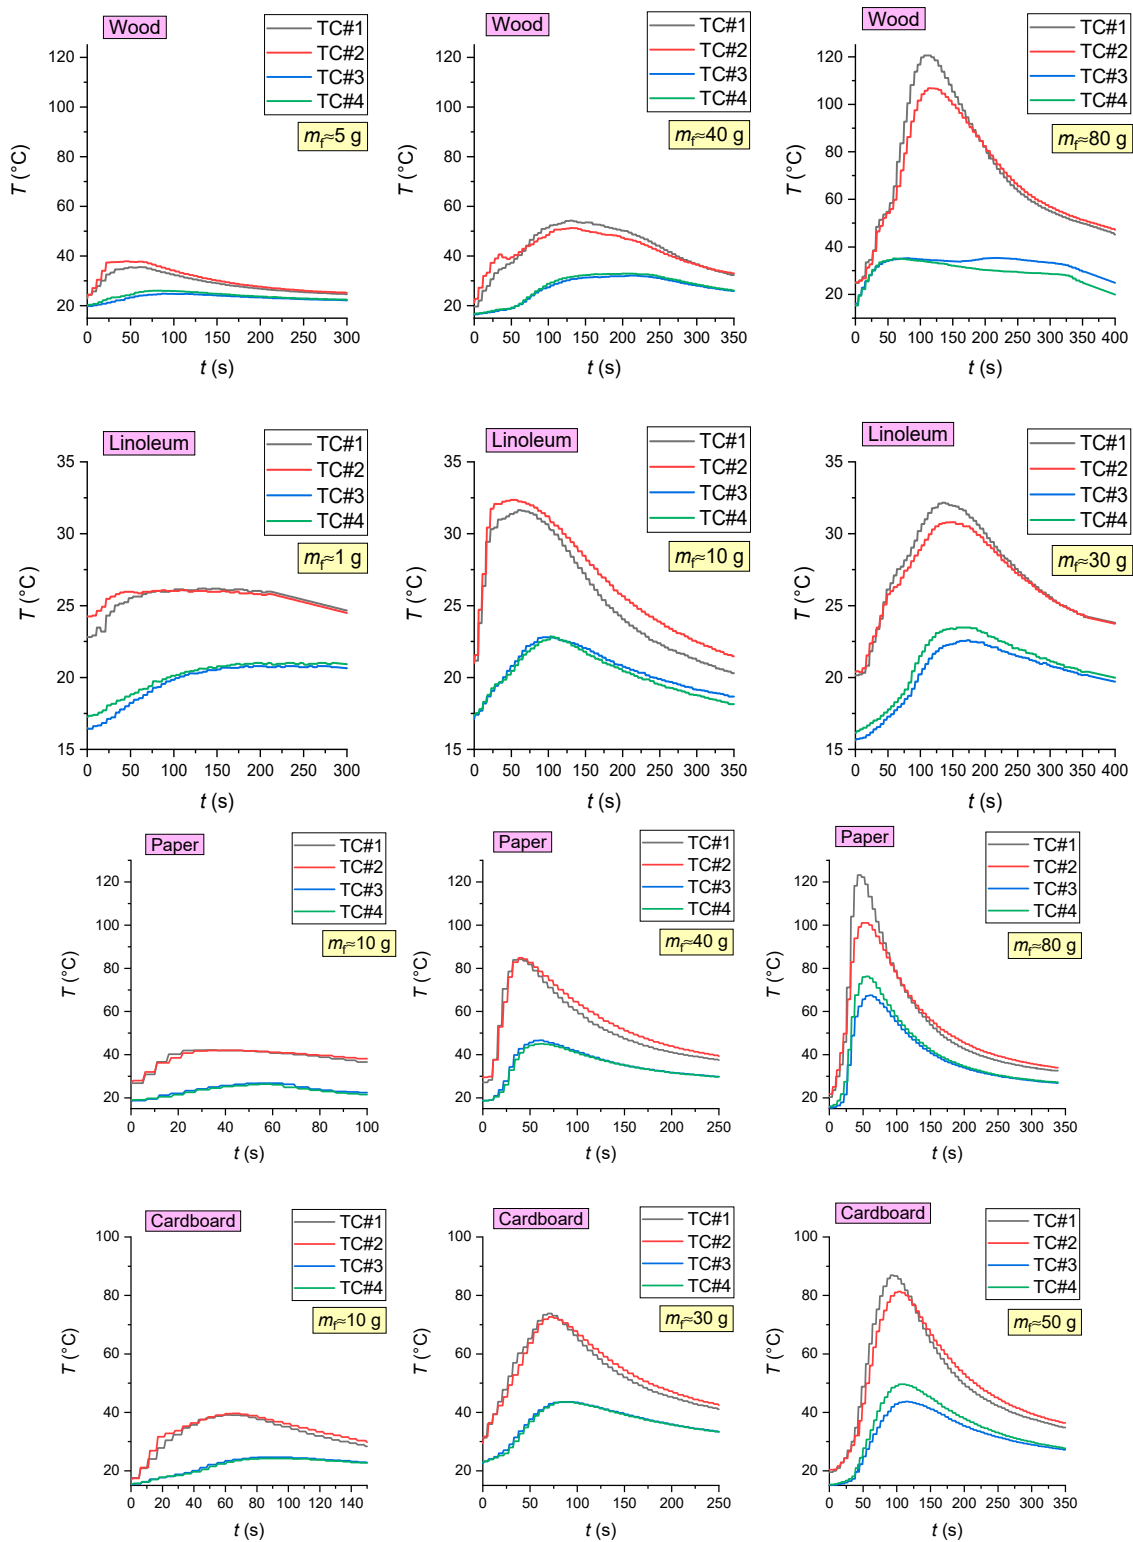 Wood
TC#1
TC#2
TC#3
TC#4
mf≈5 g
T (°C)
120
100
80
60
40
20
0 50 100 150 200 250 300
t (s)
Wood
TC#1
TC#2
TC#3
TC#4
mf≈40 g
T (°C)
120
100
80
60
40
20
0 50 100 150 200 250 300 350
t (s)
Wood
TC#1
TC#2
TC#3
TC#4
mf≈80 g
T (°C)
120
100
80
60
40
20
0 50 100 150 200 250 300 350 400
t (s)
Linoleum
TC#1
TC#2
TC#3
TC#4
mf≈1 g
T (°C)
35
30
25
20
15
0 50 100 150 200 250 300
t (s)
Linoleum
TC#1
TC#2
TC#3
TC#4
mf≈10 g
T (°C)
35
30
25
20
15
0 50 100 150 200 250 300 350
t (s)
Linoleum
TC#1
TC#2
TC#3
TC#4
mf≈30 g
T (°C)
35
30
25
20
15
0 50 100 150 200 250 300 350 400
t (s)
Paper
TC#1
TC#2
TC#3
TC#4
mf≈10 g
T (°C)
120
100
80
60
40
20
0 20 40 60 80 100
t (s)
Paper
TC#1
TC#2
TC#3
TC#4
mf≈40 g
T (°C)
120
100
80
60
40
20
0 50 100 150 200 250
t (s)
Paper
TC#1
TC#2
TC#3
TC#4
mf≈80 g
T (°C)
120
100
80
60
40
20
0 50 100 150 200 250 300 350
t (s)
Cardboard
TC#1
TC#2
TC#3
TC#4
mf≈10 g
T (°C)
100
80
60
40
20
0 20 40 60 80 100 120 140
t (s)
Cardboard
TC#1
TC#2
TC#3
TC#4
mf≈30 g
T (°C)
100
80
60
40
20
0 50 100 150 200 250
t (s)
Cardboard
TC#1
TC#2
TC#3
TC#4
mf≈50 g
T (°C)
100
80
60
40
20
0 50 100 150 200 250 300 350
t (s)